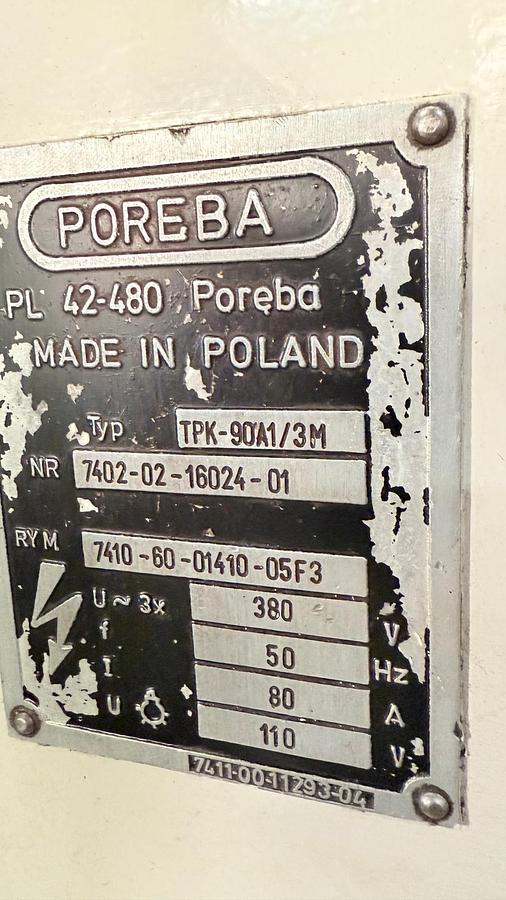 POREBA
PL 42-480 Poręba
MADE IN POLAND
Typ TPK-90A1/3M
NR 7402-02-16024-01
RYM 7410-60-01410-05F3
U ~ 3x 380 V
f 50 Hz
I 80 A
U 110 V
7411-00-11293-04